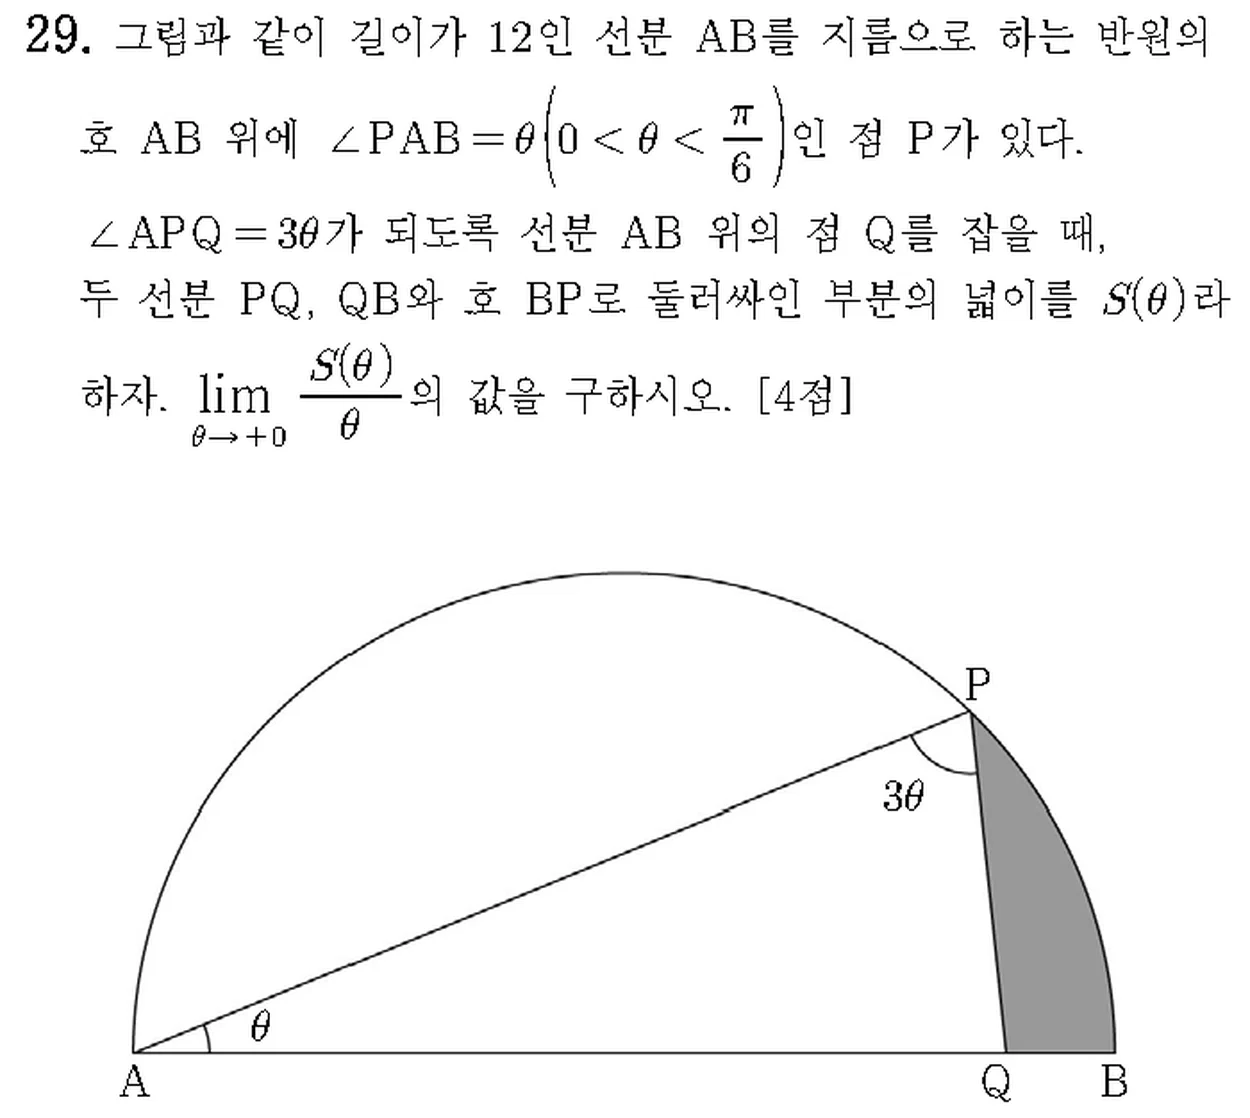 29. 그림과 같이 길이가 12인 선분 AB를 지름으로 하는 반원의
호 AB 위에 ∠PAB=θ(0<θ<π/6)인 점 P가 있다.
∠APQ=3θ가 되도록 선분 AB 위의 점 Q를 잡을 때,
두 선분 PQ, QB와 호 BP로 둘러싸인 부분의 넓이를 S(θ)라
하자. lim θ→+0 S(θ)/θ의 값을 구하시오. [4점]
P
3θ
θ
A Q B